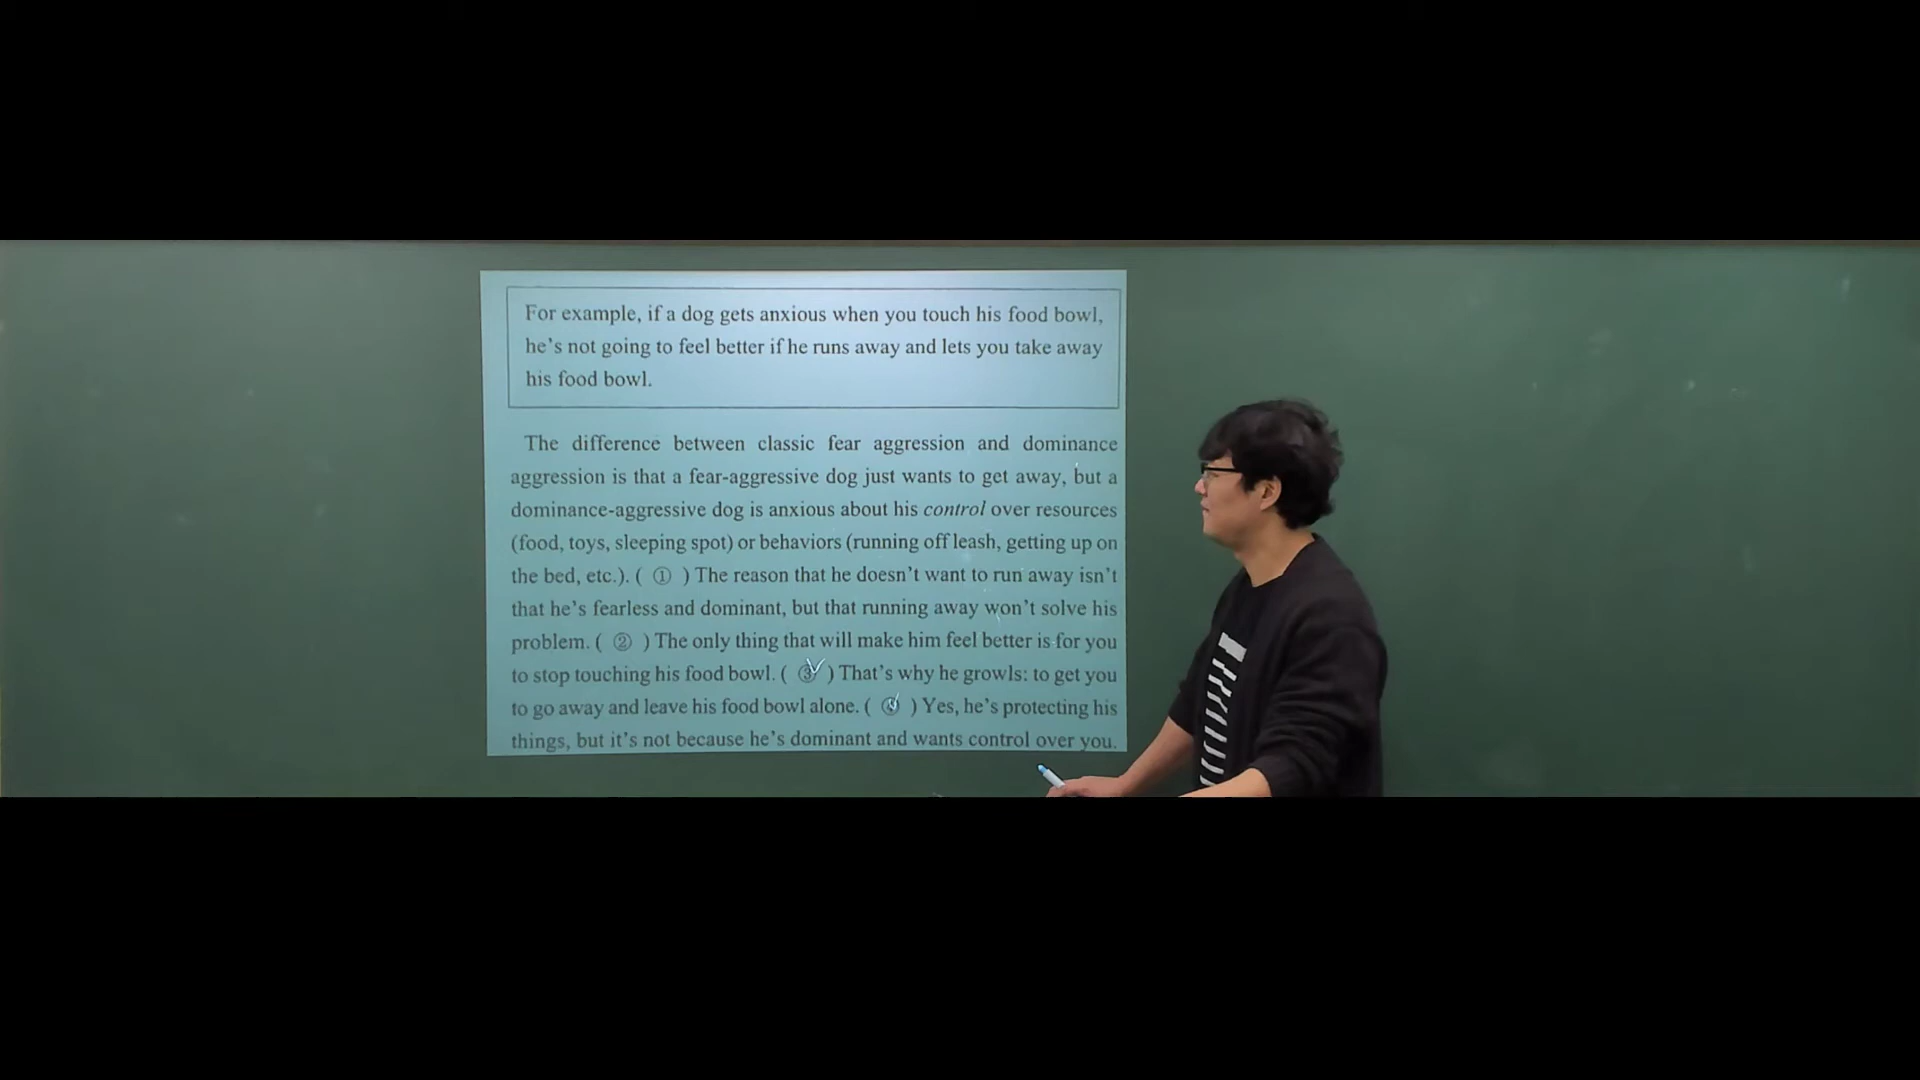 For example, if a dog gets anxious when you touch his food bowl,
he's not going to feel better if he runs away and lets you take away
his food bowl.
The difference between classic fear aggression and dominance
aggression is that a fear-aggressive dog just wants to get away, but a
dominance-aggressive dog is anxious about his control over resources
(food, toys, sleeping spot) or behaviors (running off leash, getting up on
the bed, etc.). ( ① ) The reason that he doesn't want to run away isn't
that he's fearless and dominant, but that running away won't solve his
problem. ( ② ) The only thing that will make him feel better is for you
to stop touching his food bowl. ( ③ ) That's why he growls: to get you
to go away and leave his food bowl alone. ( ④ ) Yes, he's protecting his
things, but it's not because he's dominant and wants control over you.